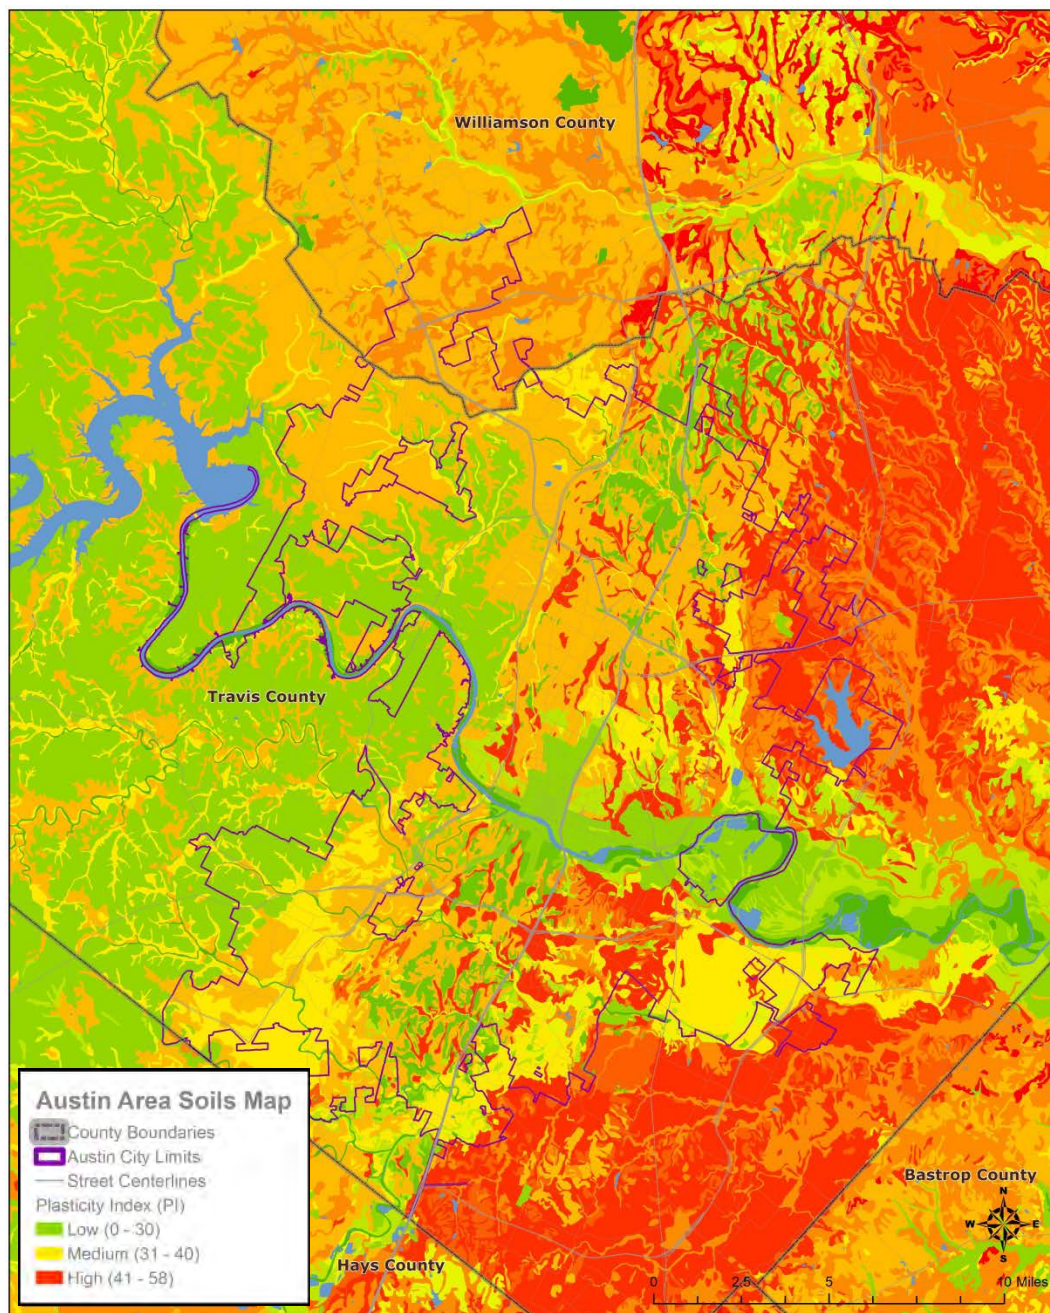 Williamson County
Travis County
Austin Area Soils Map
County Boundaries
Austin City Limits
Street Centerlines
Plasticity Index (PI)
Low (0 - 30)
Medium (31 - 40)
High (41 - 58)
Hays County
Bastrop County
N
W E
S
0 2.5 5 10 Miles